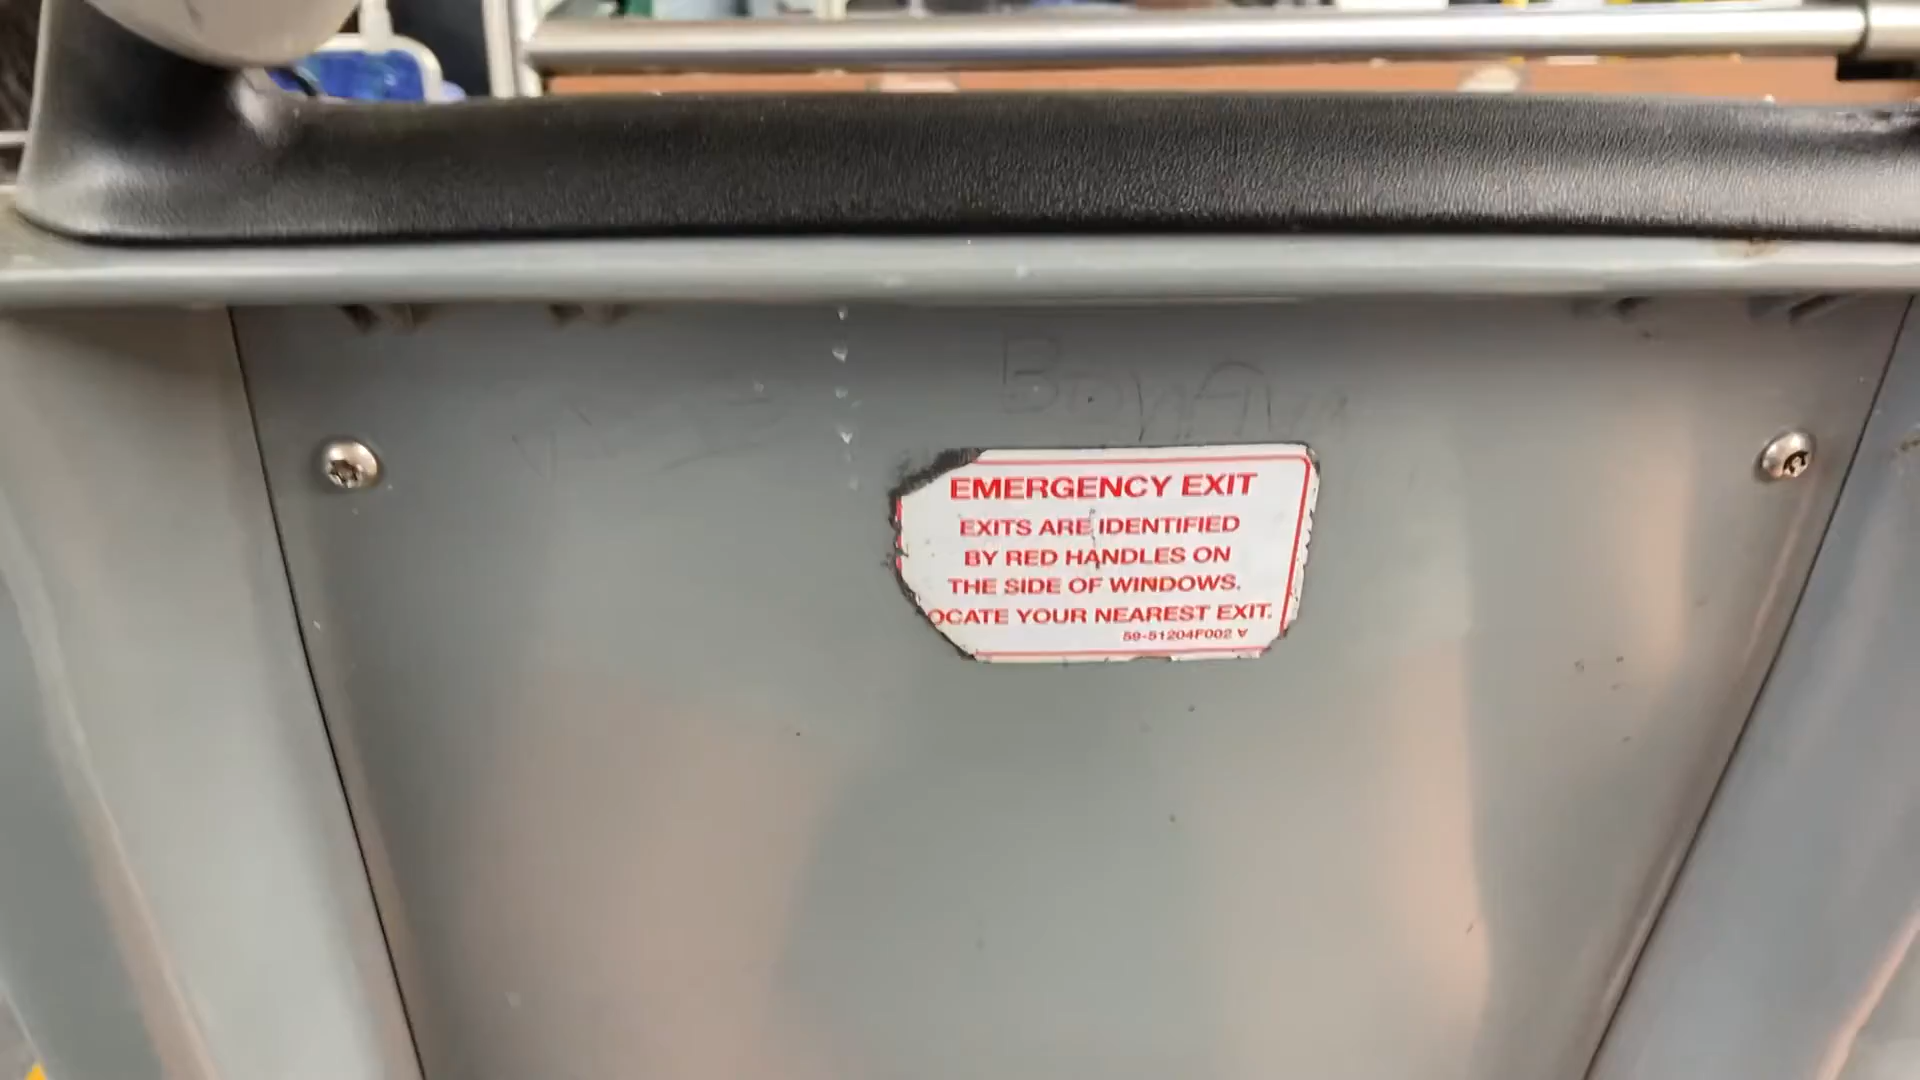 EMERGENCY EXIT
EXITS ARE IDENTIFIED
BY RED HANDLES ON
THE SIDE OF WINDOWS.
OCATE YOUR NEAREST EXIT.
59-51204F002